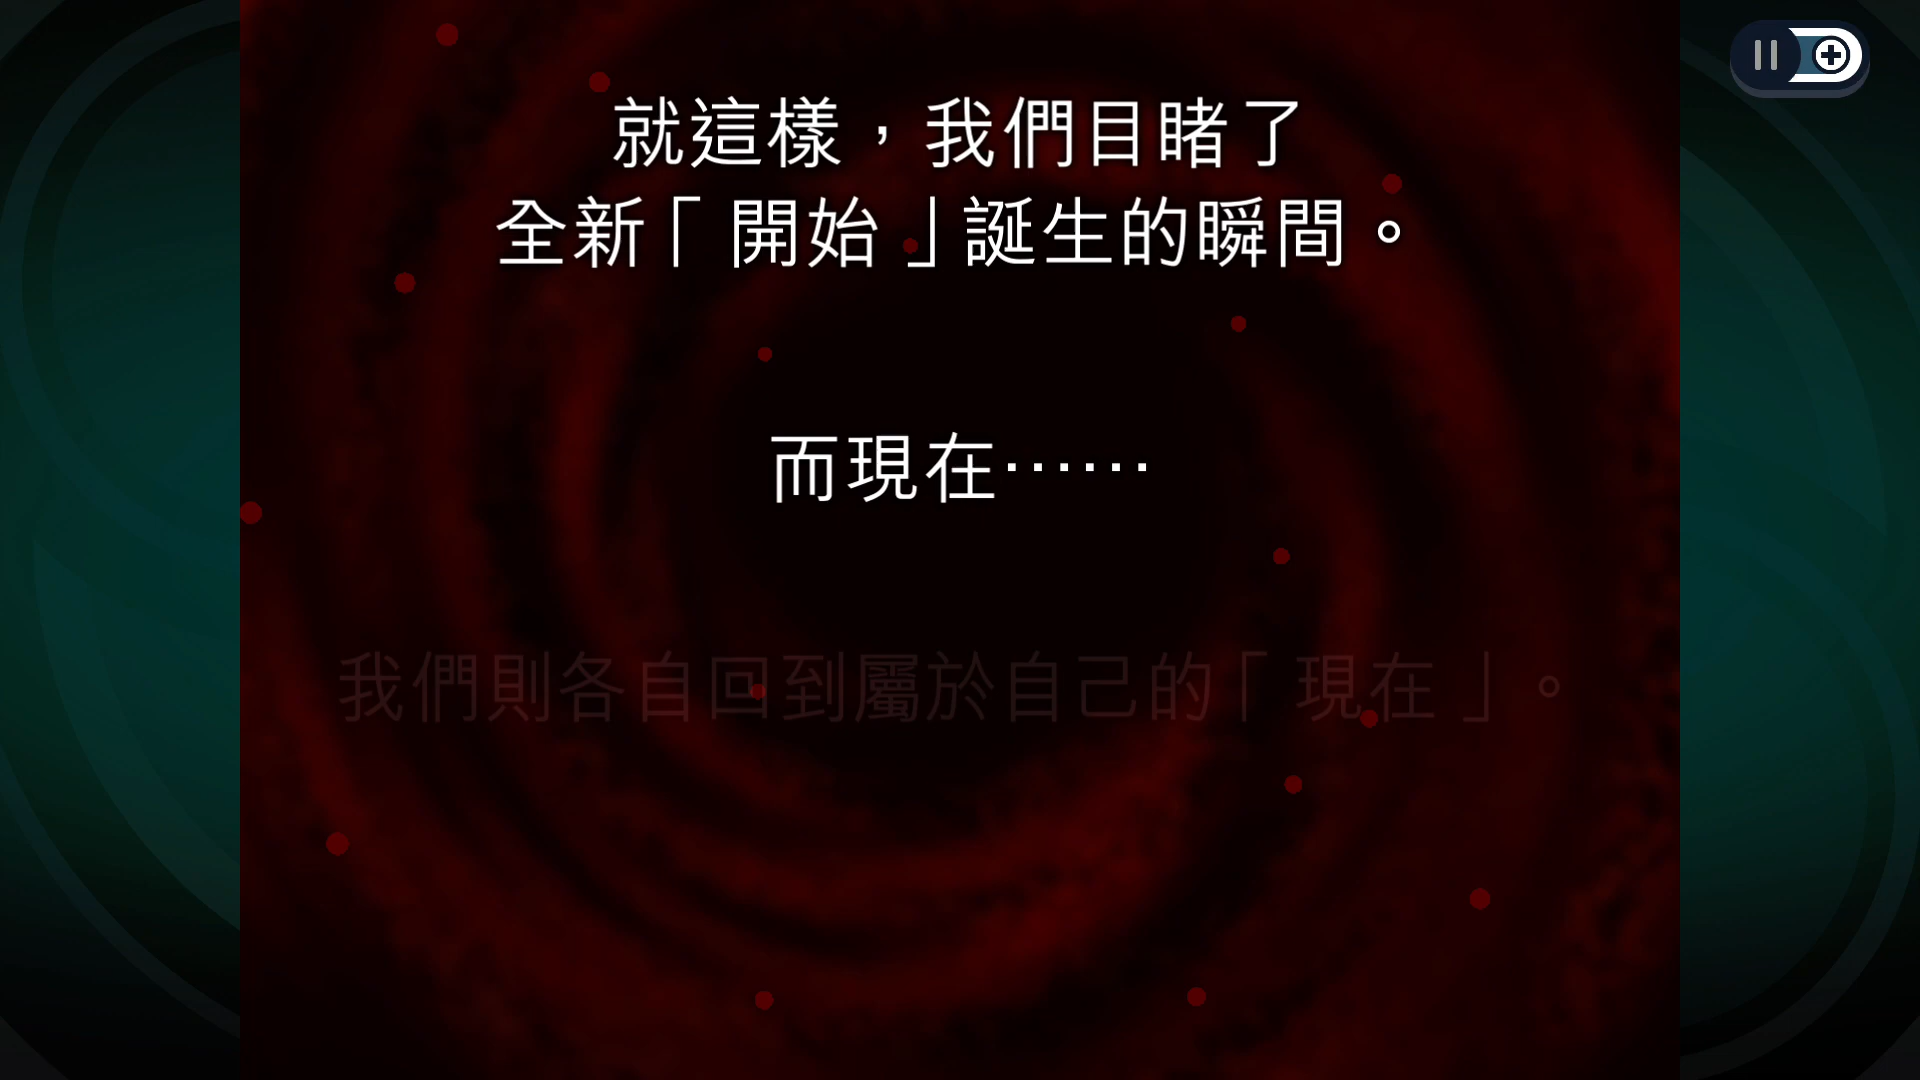 就這樣，我們目睹了
全新「開始」誕生的瞬間。
而現在⋯⋯
我們則各自回到屬於自己的「現在」。